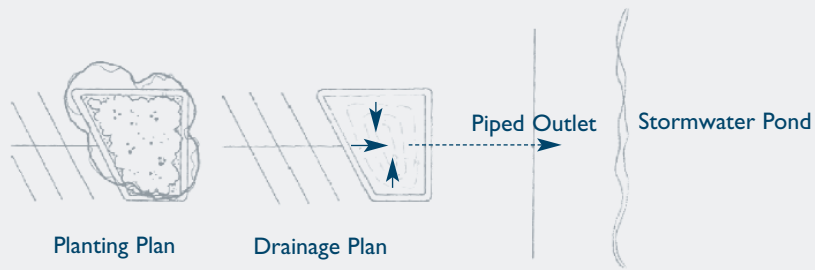 Piped Outlet
Stormwater Pond
Planting Plan
Drainage Plan